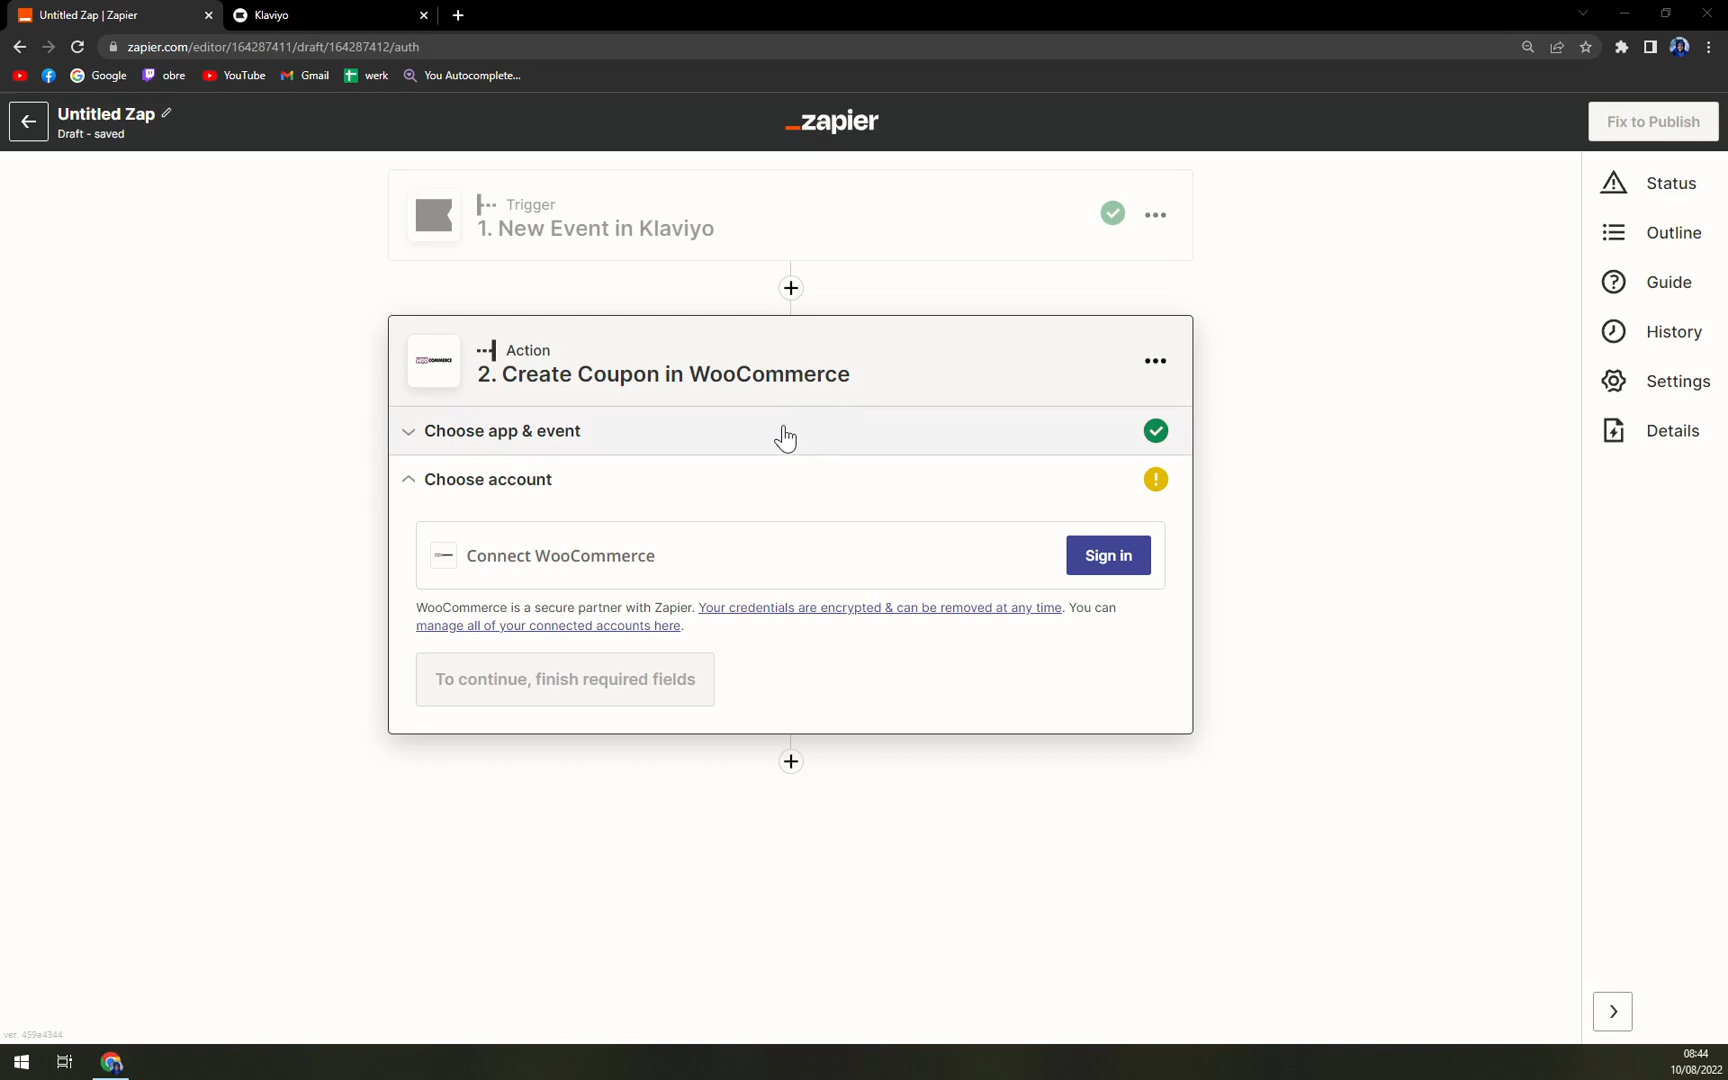 Untitled Zap | Zapier
Klaviyo
zapier.com/editor/164287411/draft/164287412/auth
Google
obre
YouTube
Gmail
werk
You Autocomplete...
Untitled Zap
Draft - saved
_zapier
Fix to Publish
Trigger
1. New Event in Klaviyo
Status
Outline
Guide
History
Settings
Details
WOOCOMMERCE
Action
2. Create Coupon in WooCommerce
Choose app & event
Choose account
Connect WooCommerce
Sign in
WooCommerce is a secure partner with Zapier. Your credentials are encrypted & can be removed at any time. You can
manage all of your connected accounts here.
To continue, finish required fields
ver. 459a4344
08:44
10/08/2022